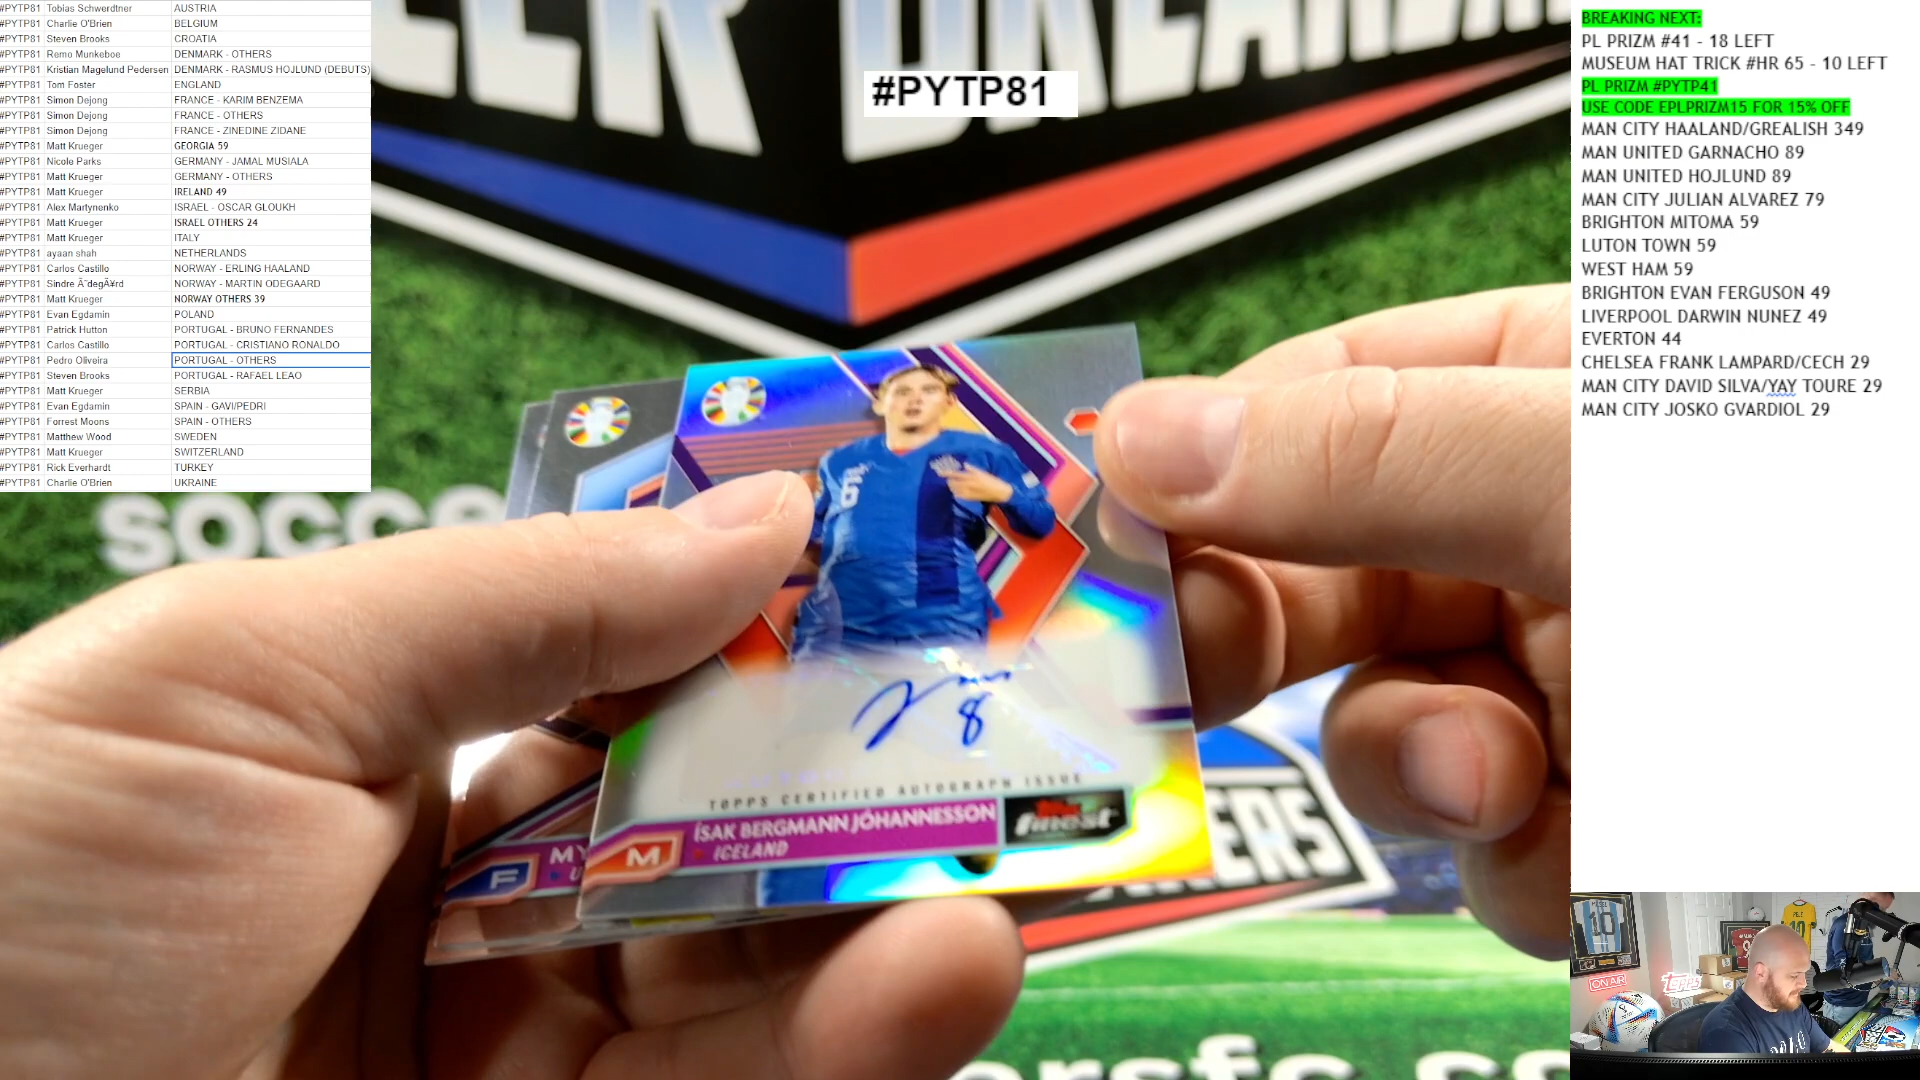 #PYTP81 Tobias Schwerdtner AUSTRIA
#PYTP81 Charlie O'Brien BELGIUM
#PYTP81 Steven Brooks CROATIA
#PYTP81 Remo Munkeboe DENMARK - OTHERS
#PYTP81 Kristian Magelund Pedersen DENMARK - RASMUS HOJLUND (DEBUTS)
#PYTP81 Tom Foster ENGLAND
#PYTP81 Simon Dejong FRANCE - KARIM BENZEMA
#PYTP81 Simon Dejong FRANCE - OTHERS
#PYTP81 Simon Dejong FRANCE - ZINEDINE ZIDANE
#PYTP81 Matt Krueger GEORGIA 59
#PYTP81 Nicole Parks GERMANY - JAMAL MUSIALA
#PYTP81 Matt Krueger GERMANY - OTHERS
#PYTP81 Matt Krueger IRELAND 49
#PYTP81 Alex Martynenko ISRAEL - OSCAR GLOUKH
#PYTP81 Matt Krueger ISRAEL OTHERS 24
#PYTP81 Matt Krueger ITALY
#PYTP81 ayaan shah NETHERLANDS
#PYTP81 Carlos Castillo NORWAY - ERLING HAALAND
#PYTP81 Sindre Ã˜degÃ¥rd NORWAY - MARTIN ODEGAARD
#PYTP81 Matt Krueger NORWAY OTHERS 39
#PYTP81 Evan Egdamin POLAND
#PYTP81 Patrick Hutton PORTUGAL - BRUNO FERNANDES
#PYTP81 Carlos Castillo PORTUGAL - CRISTIANO RONALDO
#PYTP81 Pedro Oliveira PORTUGAL - OTHERS
#PYTP81 Steven Brooks PORTUGAL - RAFAEL LEAO
#PYTP81 Matt Krueger SERBIA
#PYTP81 Evan Egdamin SPAIN - GAVI/PEDRI
#PYTP81 Forrest Moons SPAIN - OTHERS
#PYTP81 Matthew Wood SWEDEN
#PYTP81 Matt Krueger SWITZERLAND
#PYTP81 Rick Everhardt TURKEY
#PYTP81 Charlie O'Brien UKRAINE
#PYTP81
8
TOPPS CERTIFIED AUTOGRAPH ISSUE
ÍSAK BERGMANN JÓHANNESSON
M
ICELAND
Topps finest
F
MY
U
BREAKING NEXT:
PL PRIZM #41 - 18 LEFT
MUSEUM HAT TRICK #HR 65 - 10 LEFT
PL PRIZM #PYTP41
USE CODE EPLPRIZM15 FOR 15% OFF
MAN CITY HAALAND/GREALISH 349
MAN UNITED GARNACHO 89
MAN UNITED HOJLUND 89
MAN CITY JULIAN ALVAREZ 79
BRIGHTON MITOMA 59
LUTON TOWN 59
WEST HAM 59
BRIGHTON EVAN FERGUSON 49
LIVERPOOL DARWIN NUNEZ 49
EVERTON 44
CHELSEA FRANK LAMPARD/CECH 29
MAN CITY DAVID SILVA/YAY TOURE 29
MAN CITY JOSKO GVARDIOL 29
10
ON AIR
Topps